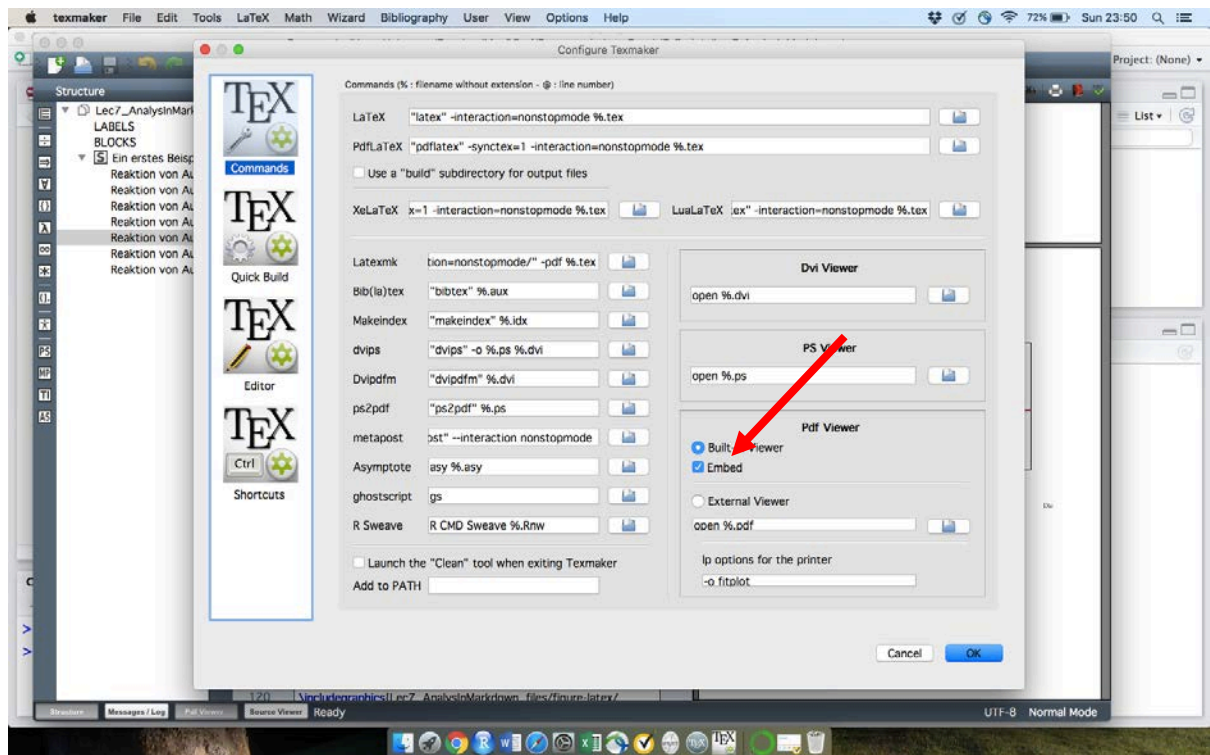 texmaker File Edit Tools LaTeX Math Wizard Bibliography User View Options Help 72% Sun 23:50
Configure Texmaker
Project: (None)
Structure
List
Lec7_AnalysInMark
LABELS
BLOCKS
Ein erstes Beisp
Reaktion von Au
Reaktion von Au
Reaktion von Au
Reaktion von Au
Reaktion von Au
Reaktion von Au
Reaktion von Au
TEX
Commands
TEX
Quick Build
TEX
Editor
TEX
Ctrl
Shortcuts
Commands (% : filename without extension - @ : line number)
LaTeX "latex" -interaction=nonstopmode %.tex
PdfLaTeX "pdflatex" -synctex=1 -interaction=nonstopmode %.tex
Use a "build" subdirectory for output files
XeLaTeX x=1 -interaction=nonstopmode %.tex LuaLaTeX ex" -interaction=nonstopmode %.tex
Latexmk tion=nonstopmode/" -pdf %.tex
Bib(la)tex "bibtex" %.aux
Makeindex "makeindex" %.idx
dvips "dvips" -o %.ps %.dvi
Dvipdfm "dvipdfm" %.dvi
ps2pdf "ps2pdf" %.ps
metapost ost" --interaction nonstopmode
Asymptote asy %.asy
ghostscript gs
R Sweave R CMD Sweave %.Rnw
Launch the "Clean" tool when exiting Texmaker
Add to PATH
Dvi Viewer
open %.dvi
PS Viewer
open %.ps
Pdf Viewer
Built- Viewer
Embed
External Viewer
open %.pdf
lp options for the printer
-o fitplot
Cancel OK
120 \includegraphics[Lec7_AnalysInMarkdown_files/figure-latex/
Structure Messages / Log Pdf Viewer Source Viewer Ready UTF-8 Normal Mode
>
>